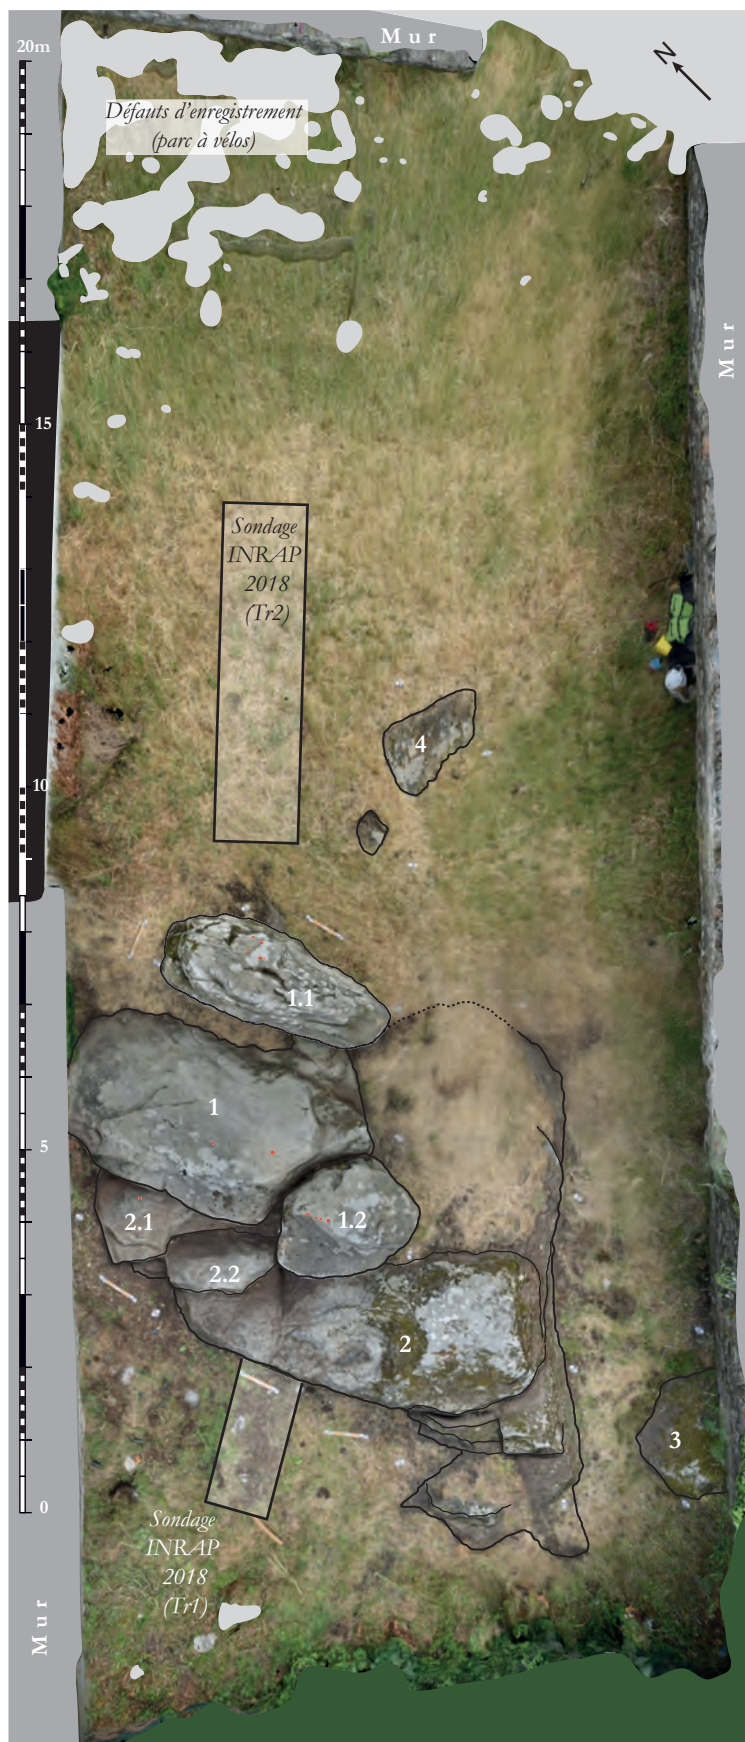 Mur
20m
N
Défauts d'enregistrement
(parc à vélos)
Mur
15
Sondage
INRAP
2018
(Tr2)
4
10
1.1
1
5
2.1
1.2
2.2
2
3
0
Sondage
INRAP
2018
(Tr1)
Mur